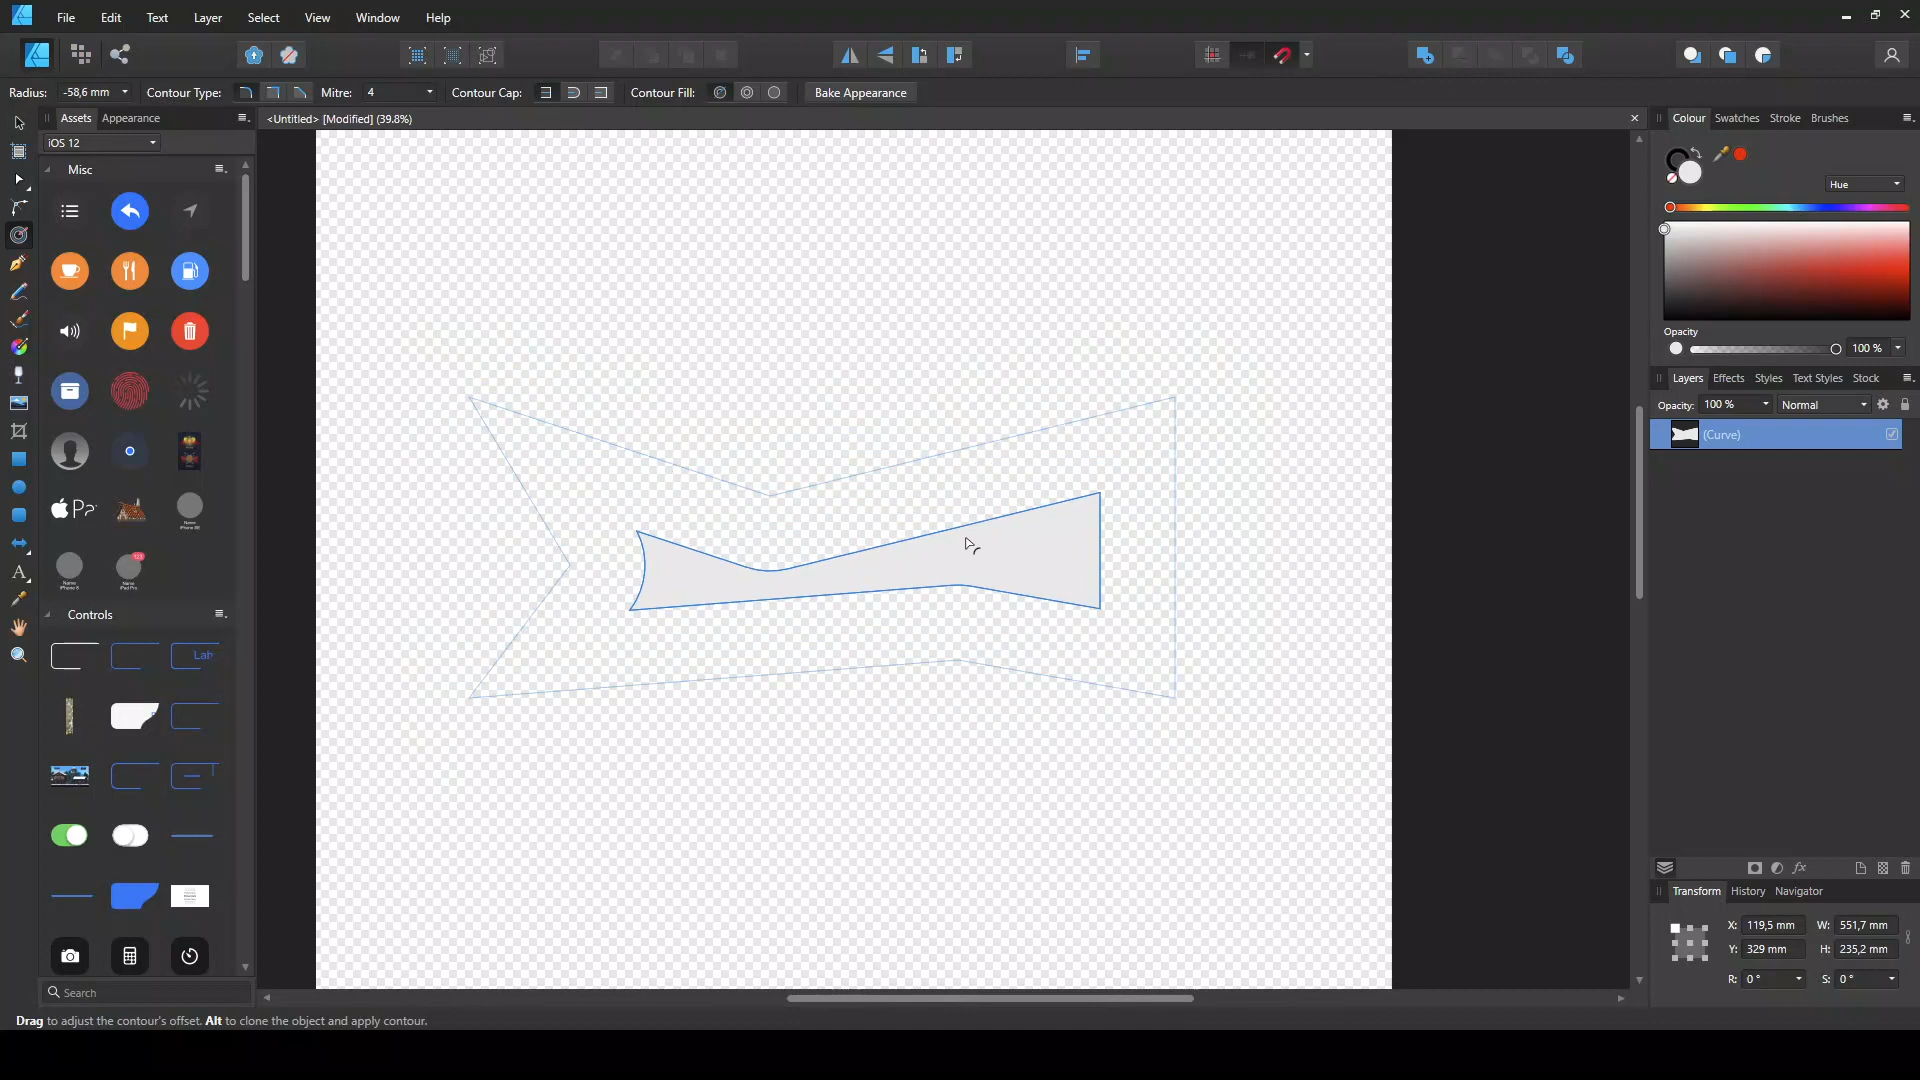 File Edit Text Layer Select View Window Help
Radius: -58,6 mm Contour Type: Mitre: 4 Contour Cap: Contour Fill: Bake Appearance
Assets Appearance
<Untitled> [Modified] (39.8%)
Colour Swatches Stroke Brushes
iOS 12
Misc
Hue
Opacity
100 %
Layers Effects Styles Text Styles Stock
Opacity: 100 % Normal
(Curve)
Controls
Lab
Transform History Navigator
X: 119,5 mm W: 551,7 mm
Y: 329 mm H: 235,2 mm
R: 0 ° S: 0 °
Search
Drag to adjust the contour's offset. Alt to clone the object and apply contour.